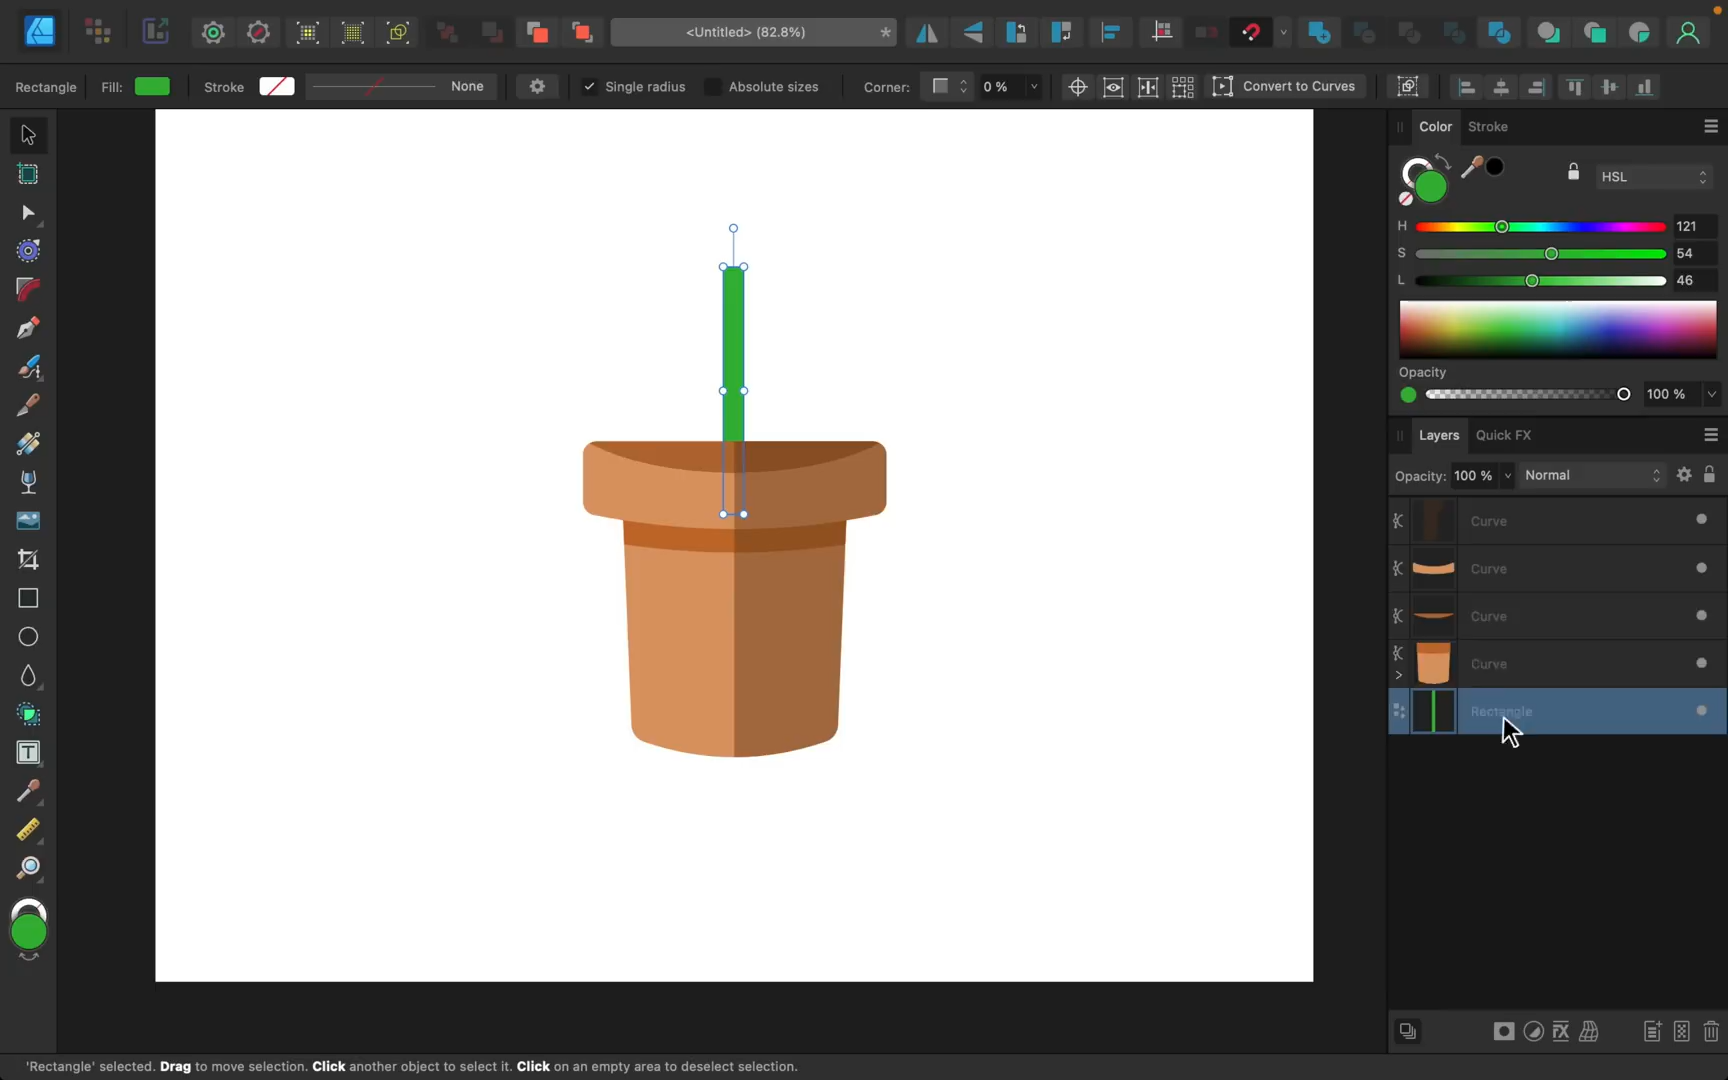 <Untitled> (82.8%)
*
Rectangle
Fill:
Stroke
None
Single radius
Absolute sizes
Corner:
0 %
Convert to Curves
Color
Stroke
HSL
H
121
S
54
L
46
Opacity
100 %
Layers
Quick FX
Opacity:
100 %
Normal
Curve
Curve
Curve
Curve
Rectangle
'Rectangle' selected. Drag to move selection. Click another object to select it. Click on an empty area to deselect selection.